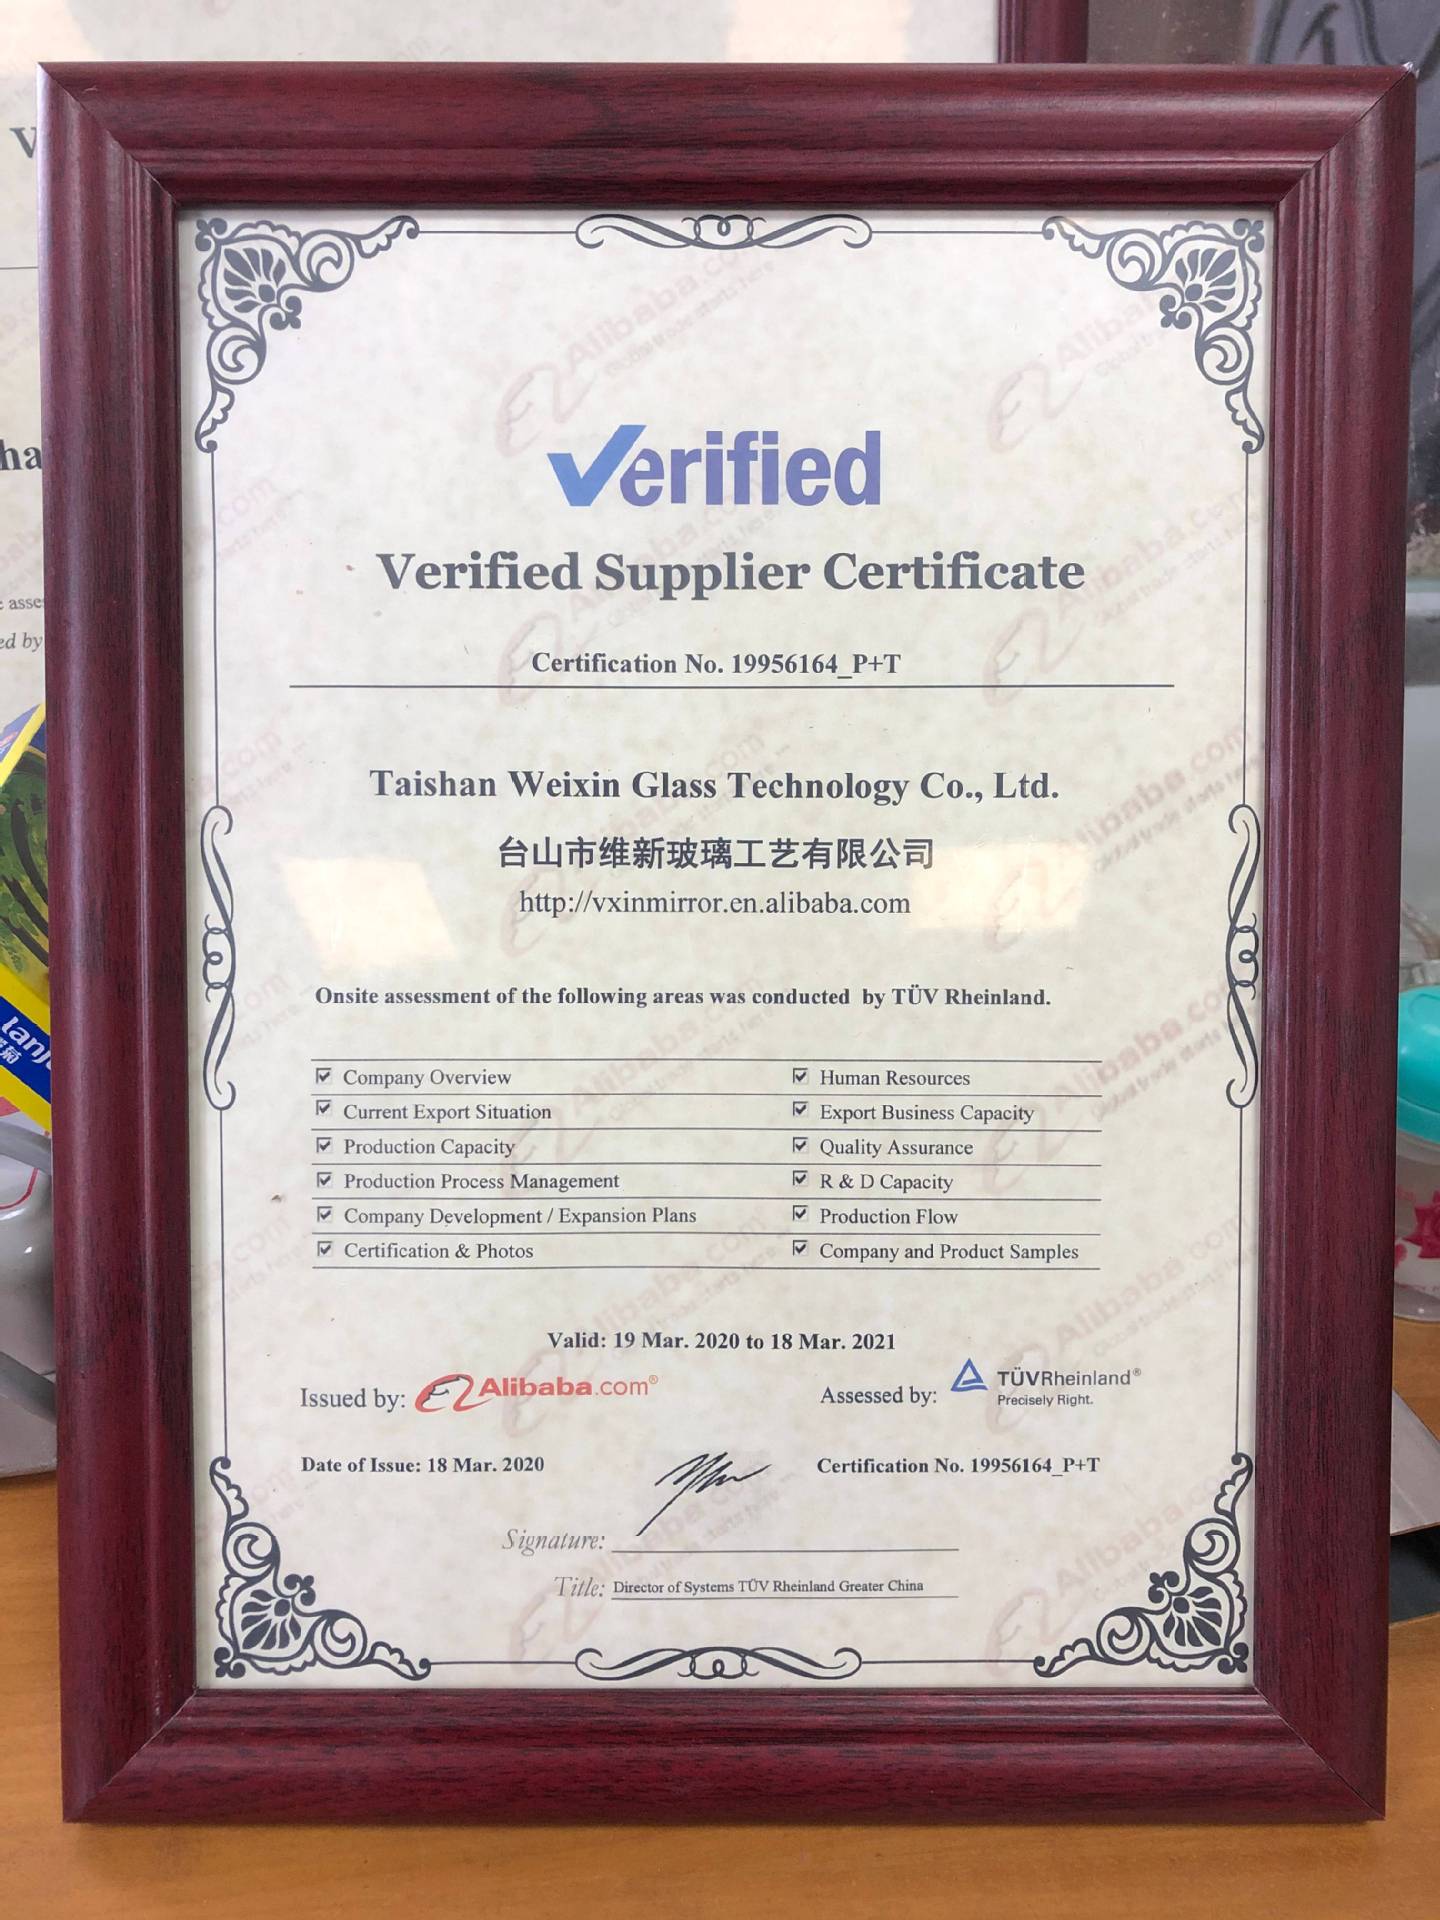 Verified
Verified Supplier Certificate
Certification No. 19956164_P+T
Taishan Weixin Glass Technology Co., Ltd.
台山市维新玻璃工艺有限公司
http://vxinmirror.en.alibaba.com
Onsite assessment of the following areas was conducted by TÜV Rheinland.
Company Overview Human Resources
Current Export Situation Export Business Capacity
Production Capacity Quality Assurance
Production Process Management R & D Capacity
Company Development / Expansion Plans Production Flow
Certification & Photos Company and Product Samples
Valid: 19 Mar. 2020 to 18 Mar. 2021
Issued by: Alibaba.com® Assessed by: TÜVRheinland®
Precisely Right.
Date of Issue: 18 Mar. 2020 Certification No. 19956164_P+T
Signature:
Title: Director of Systems TÜV Rheinland Greater China